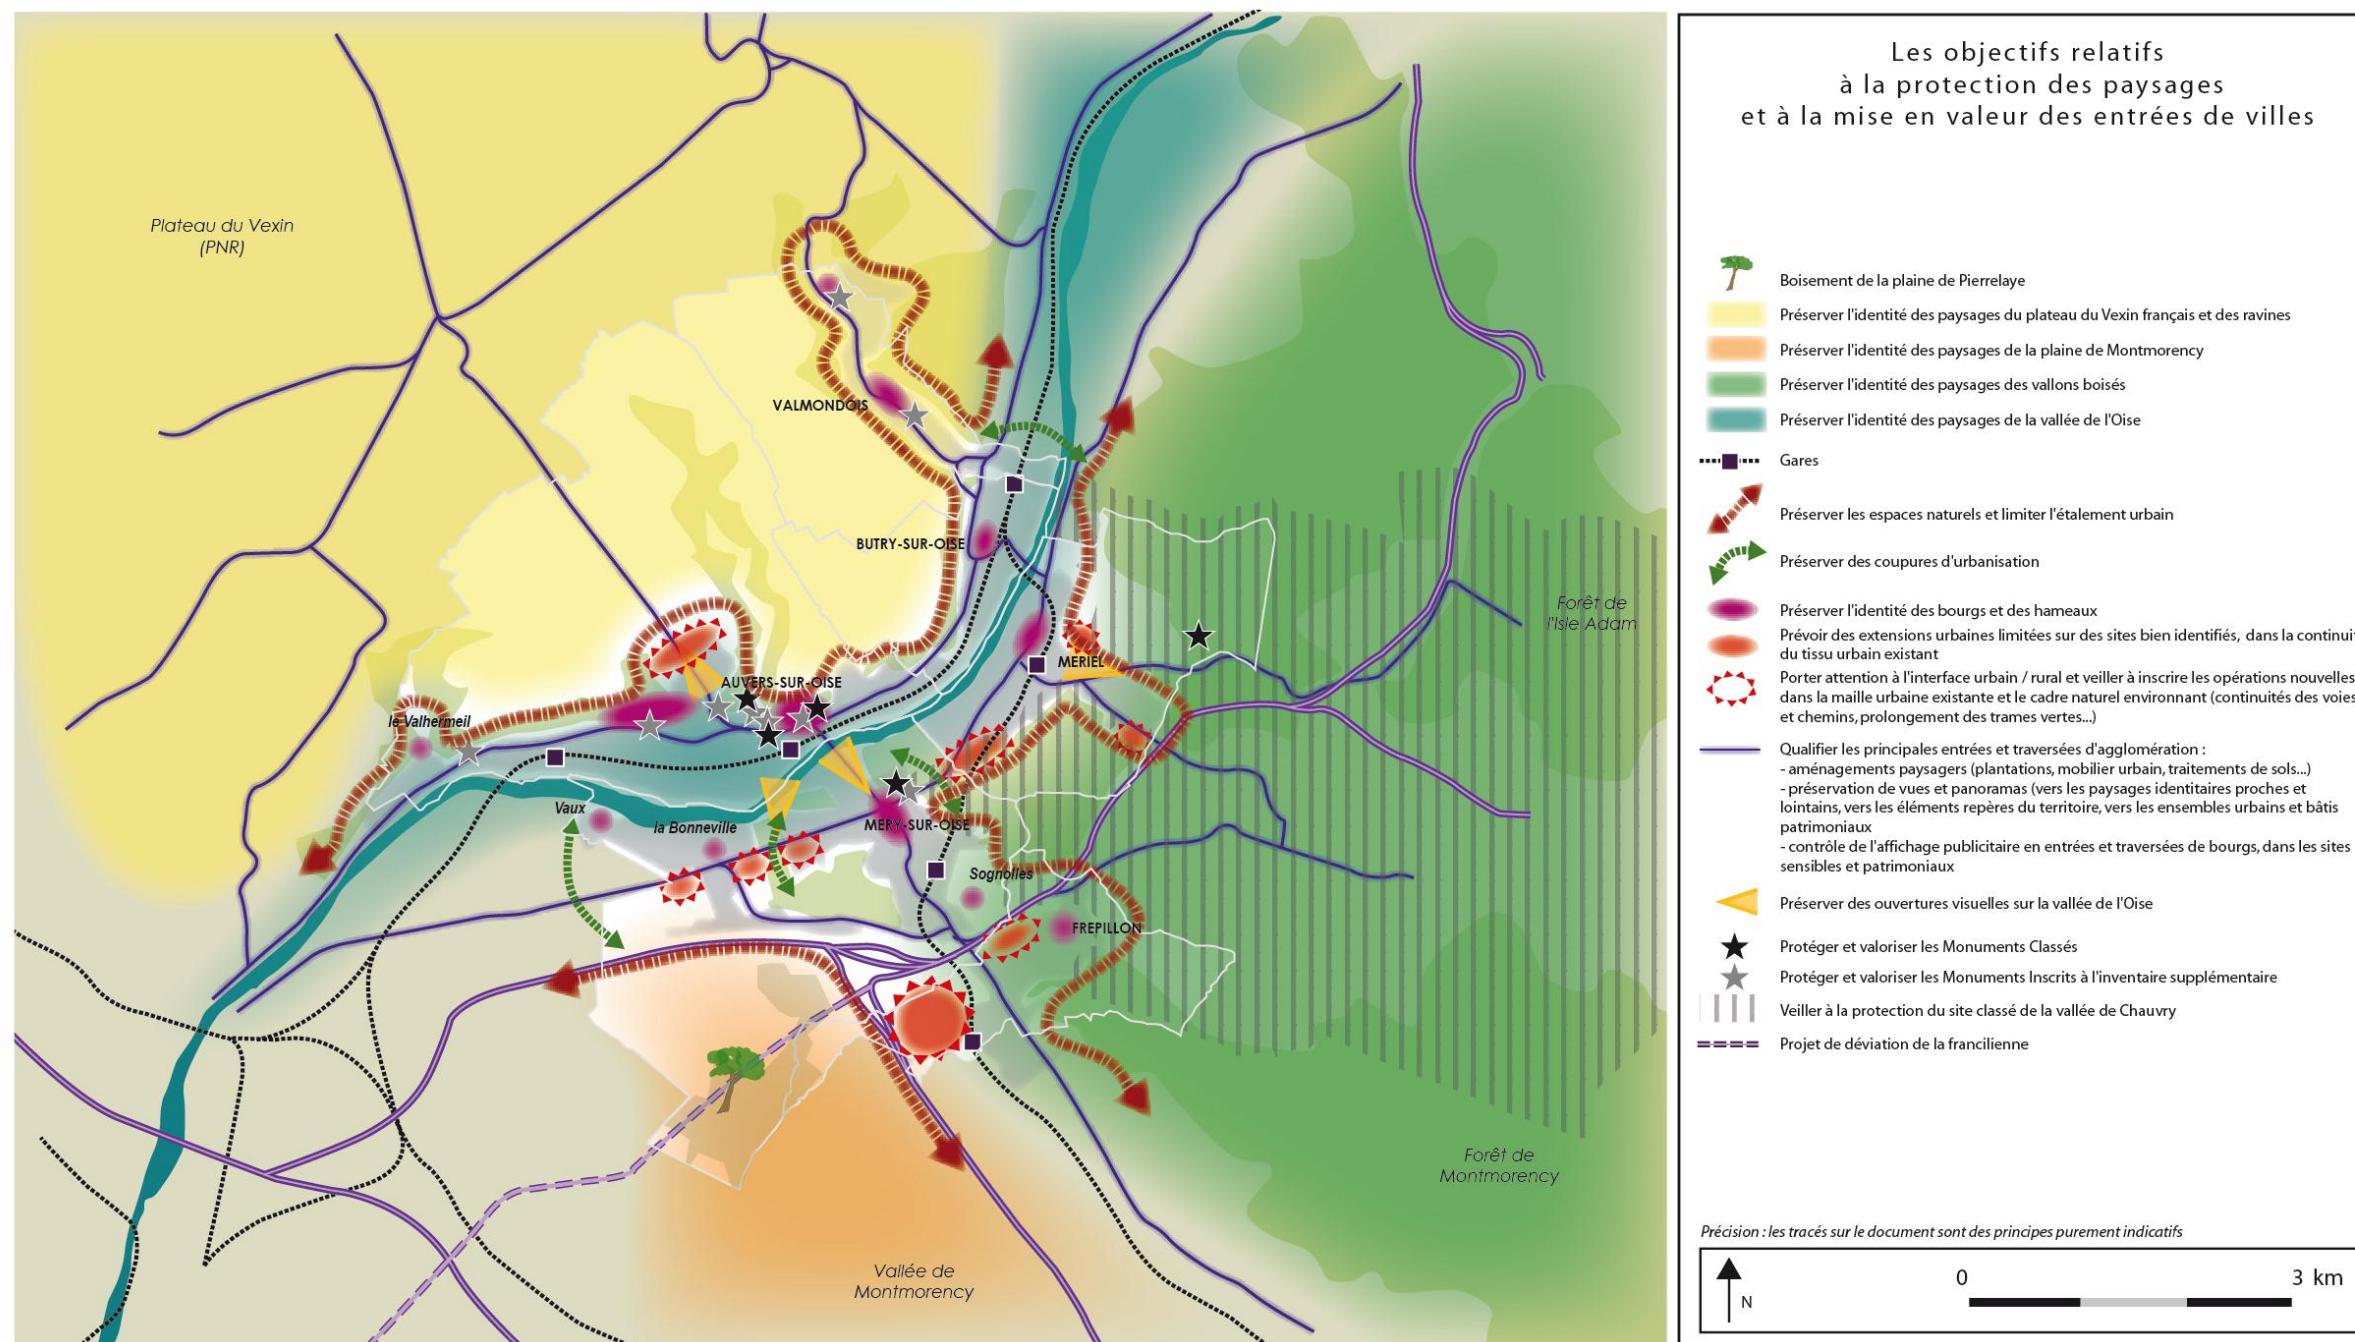 Les objectifs relatifs
à la protection des paysages
et à la mise en valeur des entrées de villes
Plateau du Vexin
(PNR)
VALMONDOIS
BUTRY-SUR-OISE
Forêt de
l'Isle Adam
MERIEL
AUVERS-SUR-OISE
le Valhermeil
Vaux
la Bonneville
MERY-SUR-OISE
Sognolles
FREPILLON
Forêt de
Montmorency
Vallée de
Montmorency
Boisement de la plaine de Pierrelaye
Préserver l'identité des paysages du plateau du Vexin français et des ravines
Préserver l'identité des paysages de la plaine de Montmorency
Préserver l'identité des paysages des vallons boisés
Préserver l'identité des paysages de la vallée de l'Oise
Gares
Préserver les espaces naturels et limiter l'étalement urbain
Préserver des coupures d'urbanisation
Préserver l'identité des bourgs et des hameaux
Prévoir des extensions urbaines limitées sur des sites bien identifiés, dans la continuit
du tissu urbain existant
Porter attention à l'interface urbain / rural et veiller à inscrire les opérations nouvelles
dans la maille urbaine existante et le cadre naturel environnant (continuités des voies
et chemins, prolongement des trames vertes...)
Qualifier les principales entrées et traversées d'agglomération :
- aménagements paysagers (plantations, mobilier urbain, traitements de sols...)
- préservation de vues et panoramas (vers les paysages identitaires proches et
lointains, vers les éléments repères du territoire, vers les ensembles urbains et bâtis
patrimoniaux
- contrôle de l'affichage publicitaire en entrées et traversées de bourgs, dans les sites
sensibles et patrimoniaux
Préserver des ouvertures visuelles sur la vallée de l'Oise
Protéger et valoriser les Monuments Classés
Protéger et valoriser les Monuments Inscrits à l'inventaire supplémentaire
Veiller à la protection du site classé de la vallée de Chauvry
Projet de déviation de la francilienne
Précision : les tracés sur le document sont des principes purement indicatifs
N
0 3 km